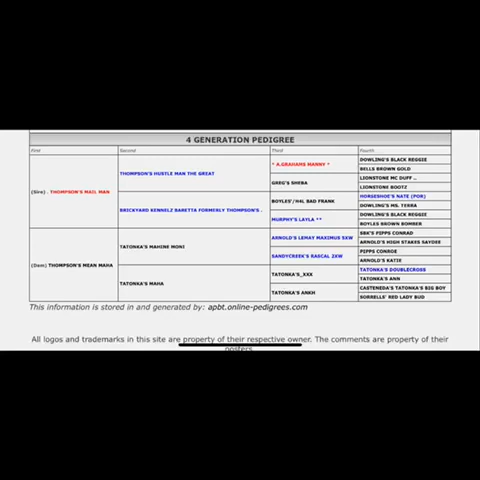 4 GENERATION PEDIGREE
First Second Third Fourth
DOWLING'S BLACK REGGIE
* A.GRAHAMS MANNY *
BELLS BROWN GOLD
THOMPSON'S HUSTLE MAN THE GREAT
LIONSTONE MC DUFF ..
GREG'S SHEBA
LIONSTONE BOOTZ
(Sire) . THOMPSON'S MAIL MAN
HORSESHOE'S NATE (POR)
BOYLES'/H4L BAD FRANK
DOWLING'S MS. TERRA
BRICKYARD KENNELZ BARETTA FORMERLY THOMPSON'S .
DOWLING'S BLACK REGGIE
MURPHY'S LAYLA **
BOYLES BROWN BOMBER
SBK'S PIPPS CONRAD
ARNOLD'S LEMAY MAXIMUS 5XW
ARNOLD'S HIGH STAKES SAYDEE
TATONKA'S MAHINE MONI
PIPPS CONROE
SANDYCREEK'S RASCAL 2XW
ARNOLD'S KATIE
(Dam) THOMPSON'S MEAN MAHA
TATONKA'S DOUBLECROSS
TATONKA'S_XXX
TATONKA'S ANN
TATONKA'S MAHA
CASTENEDA'S TATONKA'S BIG BOY
TATONKA'S ANKH
SORRELLS' RED LADY BUD
This information is stored in and generated by: apbt.online-pedigrees.com
All logos and trademarks in this site are property of their respective owner. The comments are property of their
posters